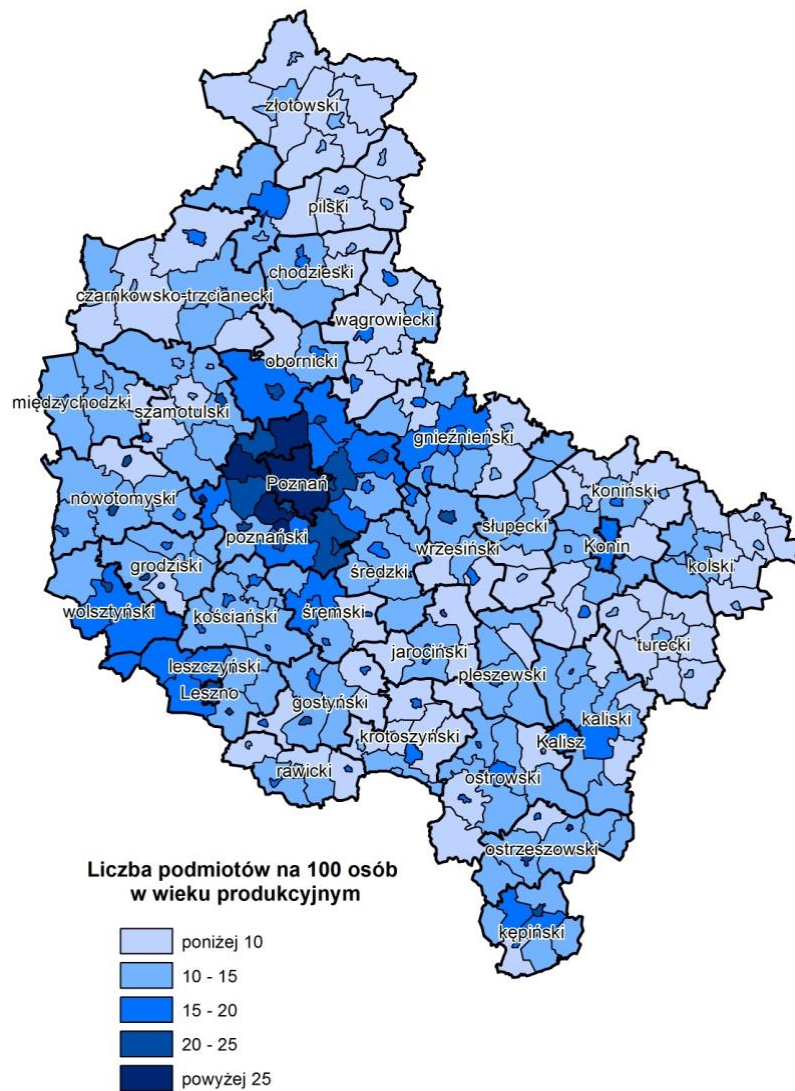 złotowski
pilski
chodzieski
czarnkowsko-trzcianecki
wągrowiecki
obornicki
międzychodzki
szamotulski
gnieźnieński
Poznań
koniński
nowotomyski
słupecki
poznański
wrzesiński
Konin
grodziski
średzki
kolski
wolsztyński
kościański
śremski
turecki
jarociński
leszczyński
pleszewski
Leszno
gostyński
kaliski
krotoszyński
Kalisz
rawicki
ostrowski
ostrzeszowski
kępiński
Liczba podmiotów na 100 osób
w wieku produkcyjnym
poniżej 10
10 - 15
15 - 20
20 - 25
powyżej 25